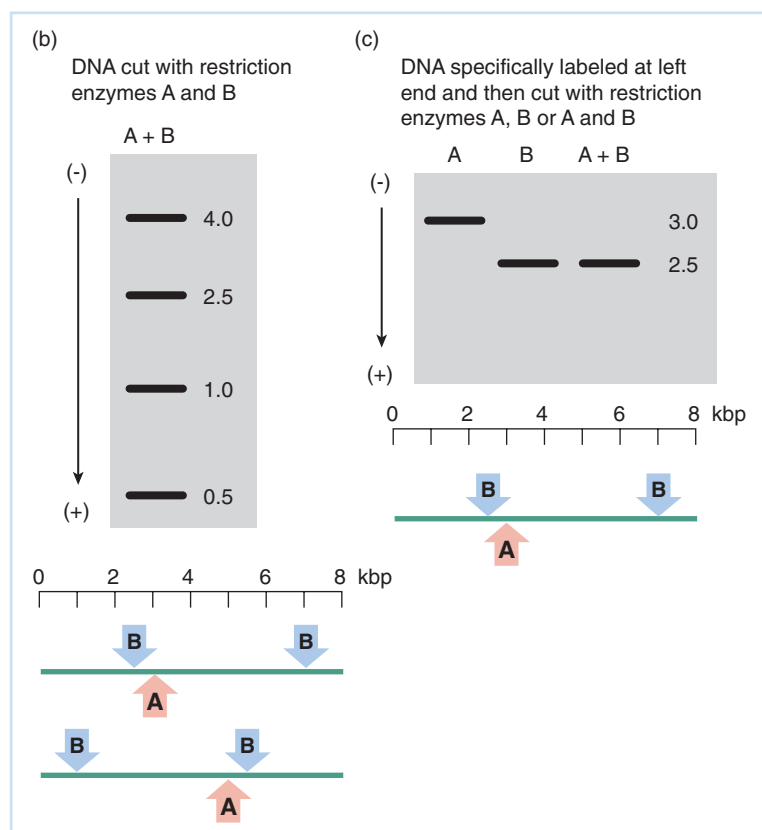 (b)
DNA cut with restriction
enzymes A and B
A + B
(-)
4.0
2.5
1.0
0.5
(+)
0 2 4 6 8 kbp
B B
A
B B
A
(c)
DNA specifically labeled at left
end and then cut with restriction
enzymes A, B or A and B
A B A + B
(-)
3.0
2.5
(+)
0 2 4 6 8 kbp
B B
A